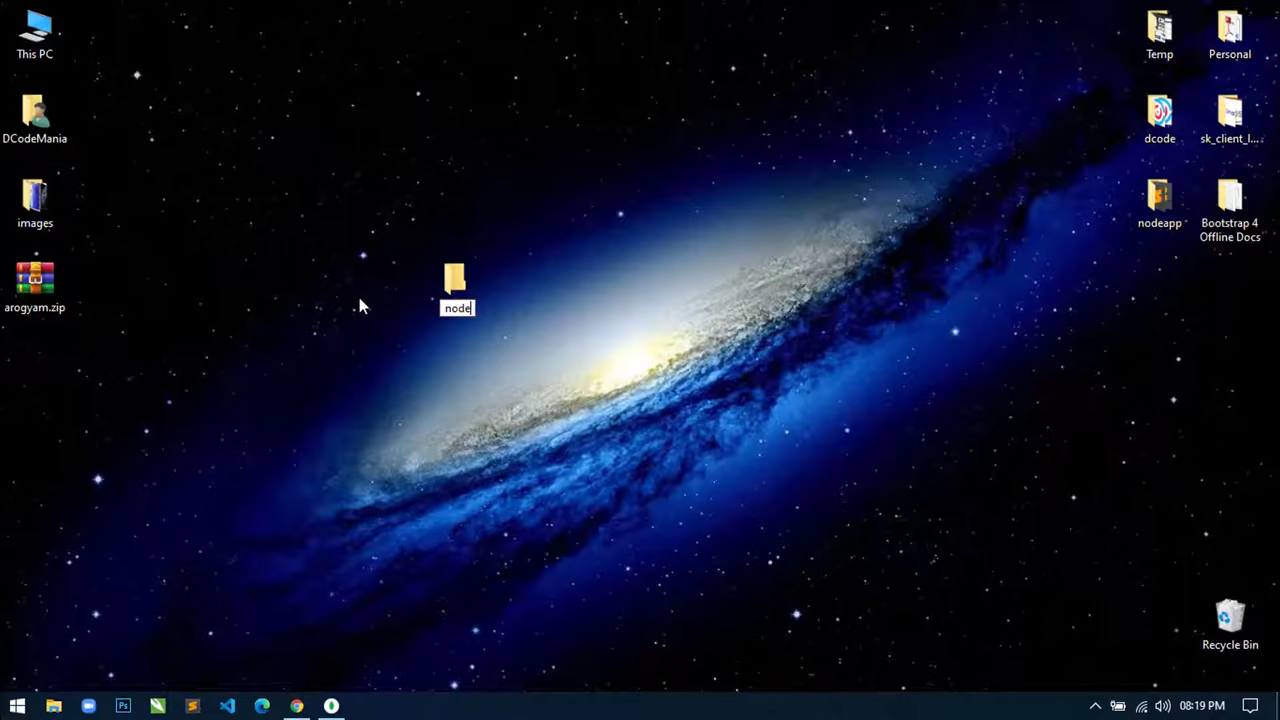 This PC
DCodeMania
images
arogyam.zip
node
Temp
Personal
dcode
sk_client_l...
nodeapp
Bootstrap 4
Offline Docs
Recycle Bin
Ps
08:19 PM